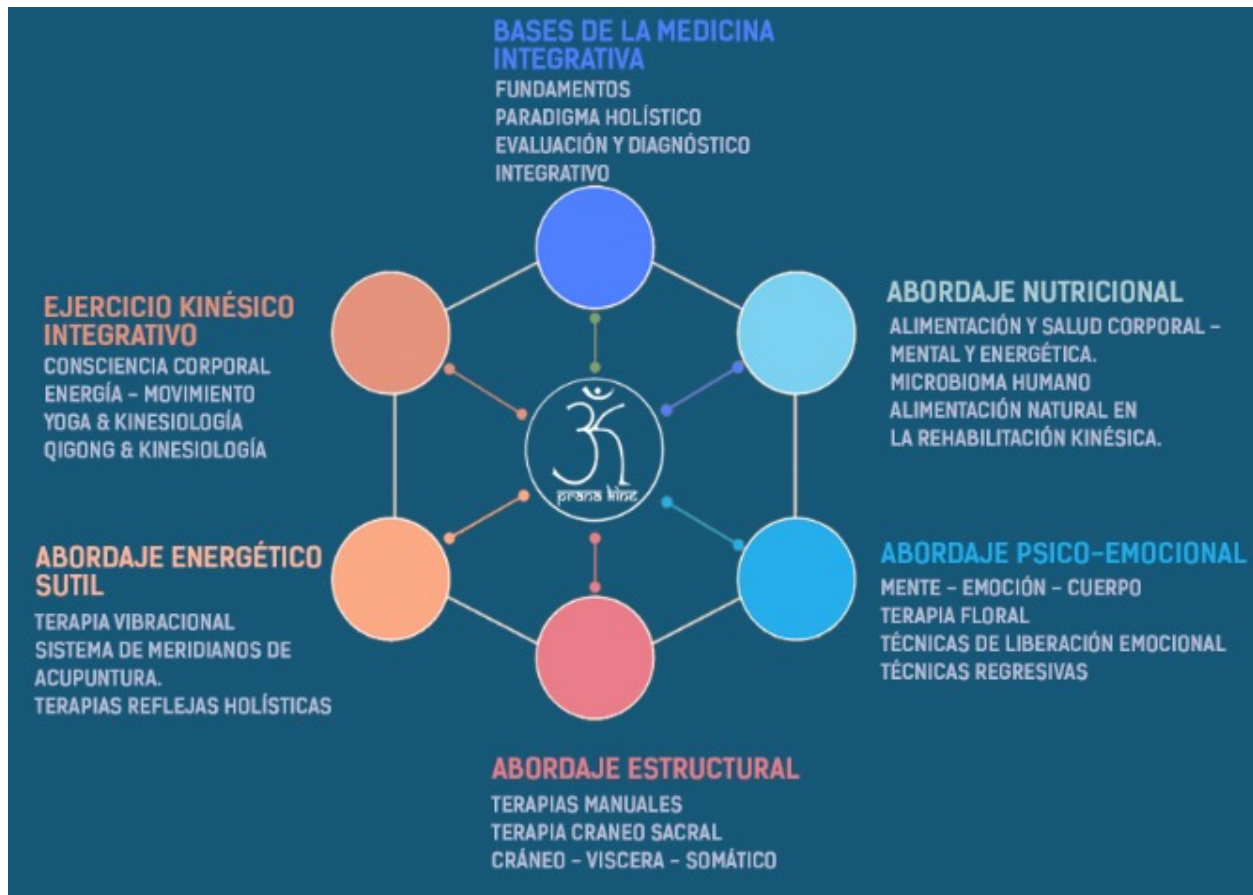 BASES DE LA MEDICINA
INTEGRATIVA
FUNDAMENTOS
PARADIGMA HOLÍSTICO
EVALUACIÓN Y DIAGNÓSTICO
INTEGRATIVO
EJERCICIO KINÉSICO
INTEGRATIVO
CONSCIENCIA CORPORAL
ENERGÍA – MOVIMIENTO
YOGA & KINESIOLOGÍA
QIGONG & KINESIOLOGÍA
ABORDAJE NUTRICIONAL
ALIMENTACIÓN Y SALUD CORPORAL –
MENTAL Y ENERGÉTICA.
MICROBIOMA HUMANO
ALIMENTACIÓN NATURAL EN
LA REHABILITACIÓN KINÉSICA.
prana kine
ABORDAJE ENERGÉTICO
SUTIL
TERAPIA VIBRACIONAL
SISTEMA DE MERIDIANOS DE
ACUPUNTURA.
TERAPIAS REFLEJAS HOLÍSTICAS
ABORDAJE PSICO-EMOCIONAL
MENTE – EMOCIÓN – CUERPO
TERAPIA FLORAL
TÉCNICAS DE LIBERACIÓN EMOCIONAL
TÉCNICAS REGRESIVAS
ABORDAJE ESTRUCTURAL
TERAPIAS MANUALES
TERAPIA CRANEO SACRAL
CRÁNEO – VISCERA – SOMÁTICO